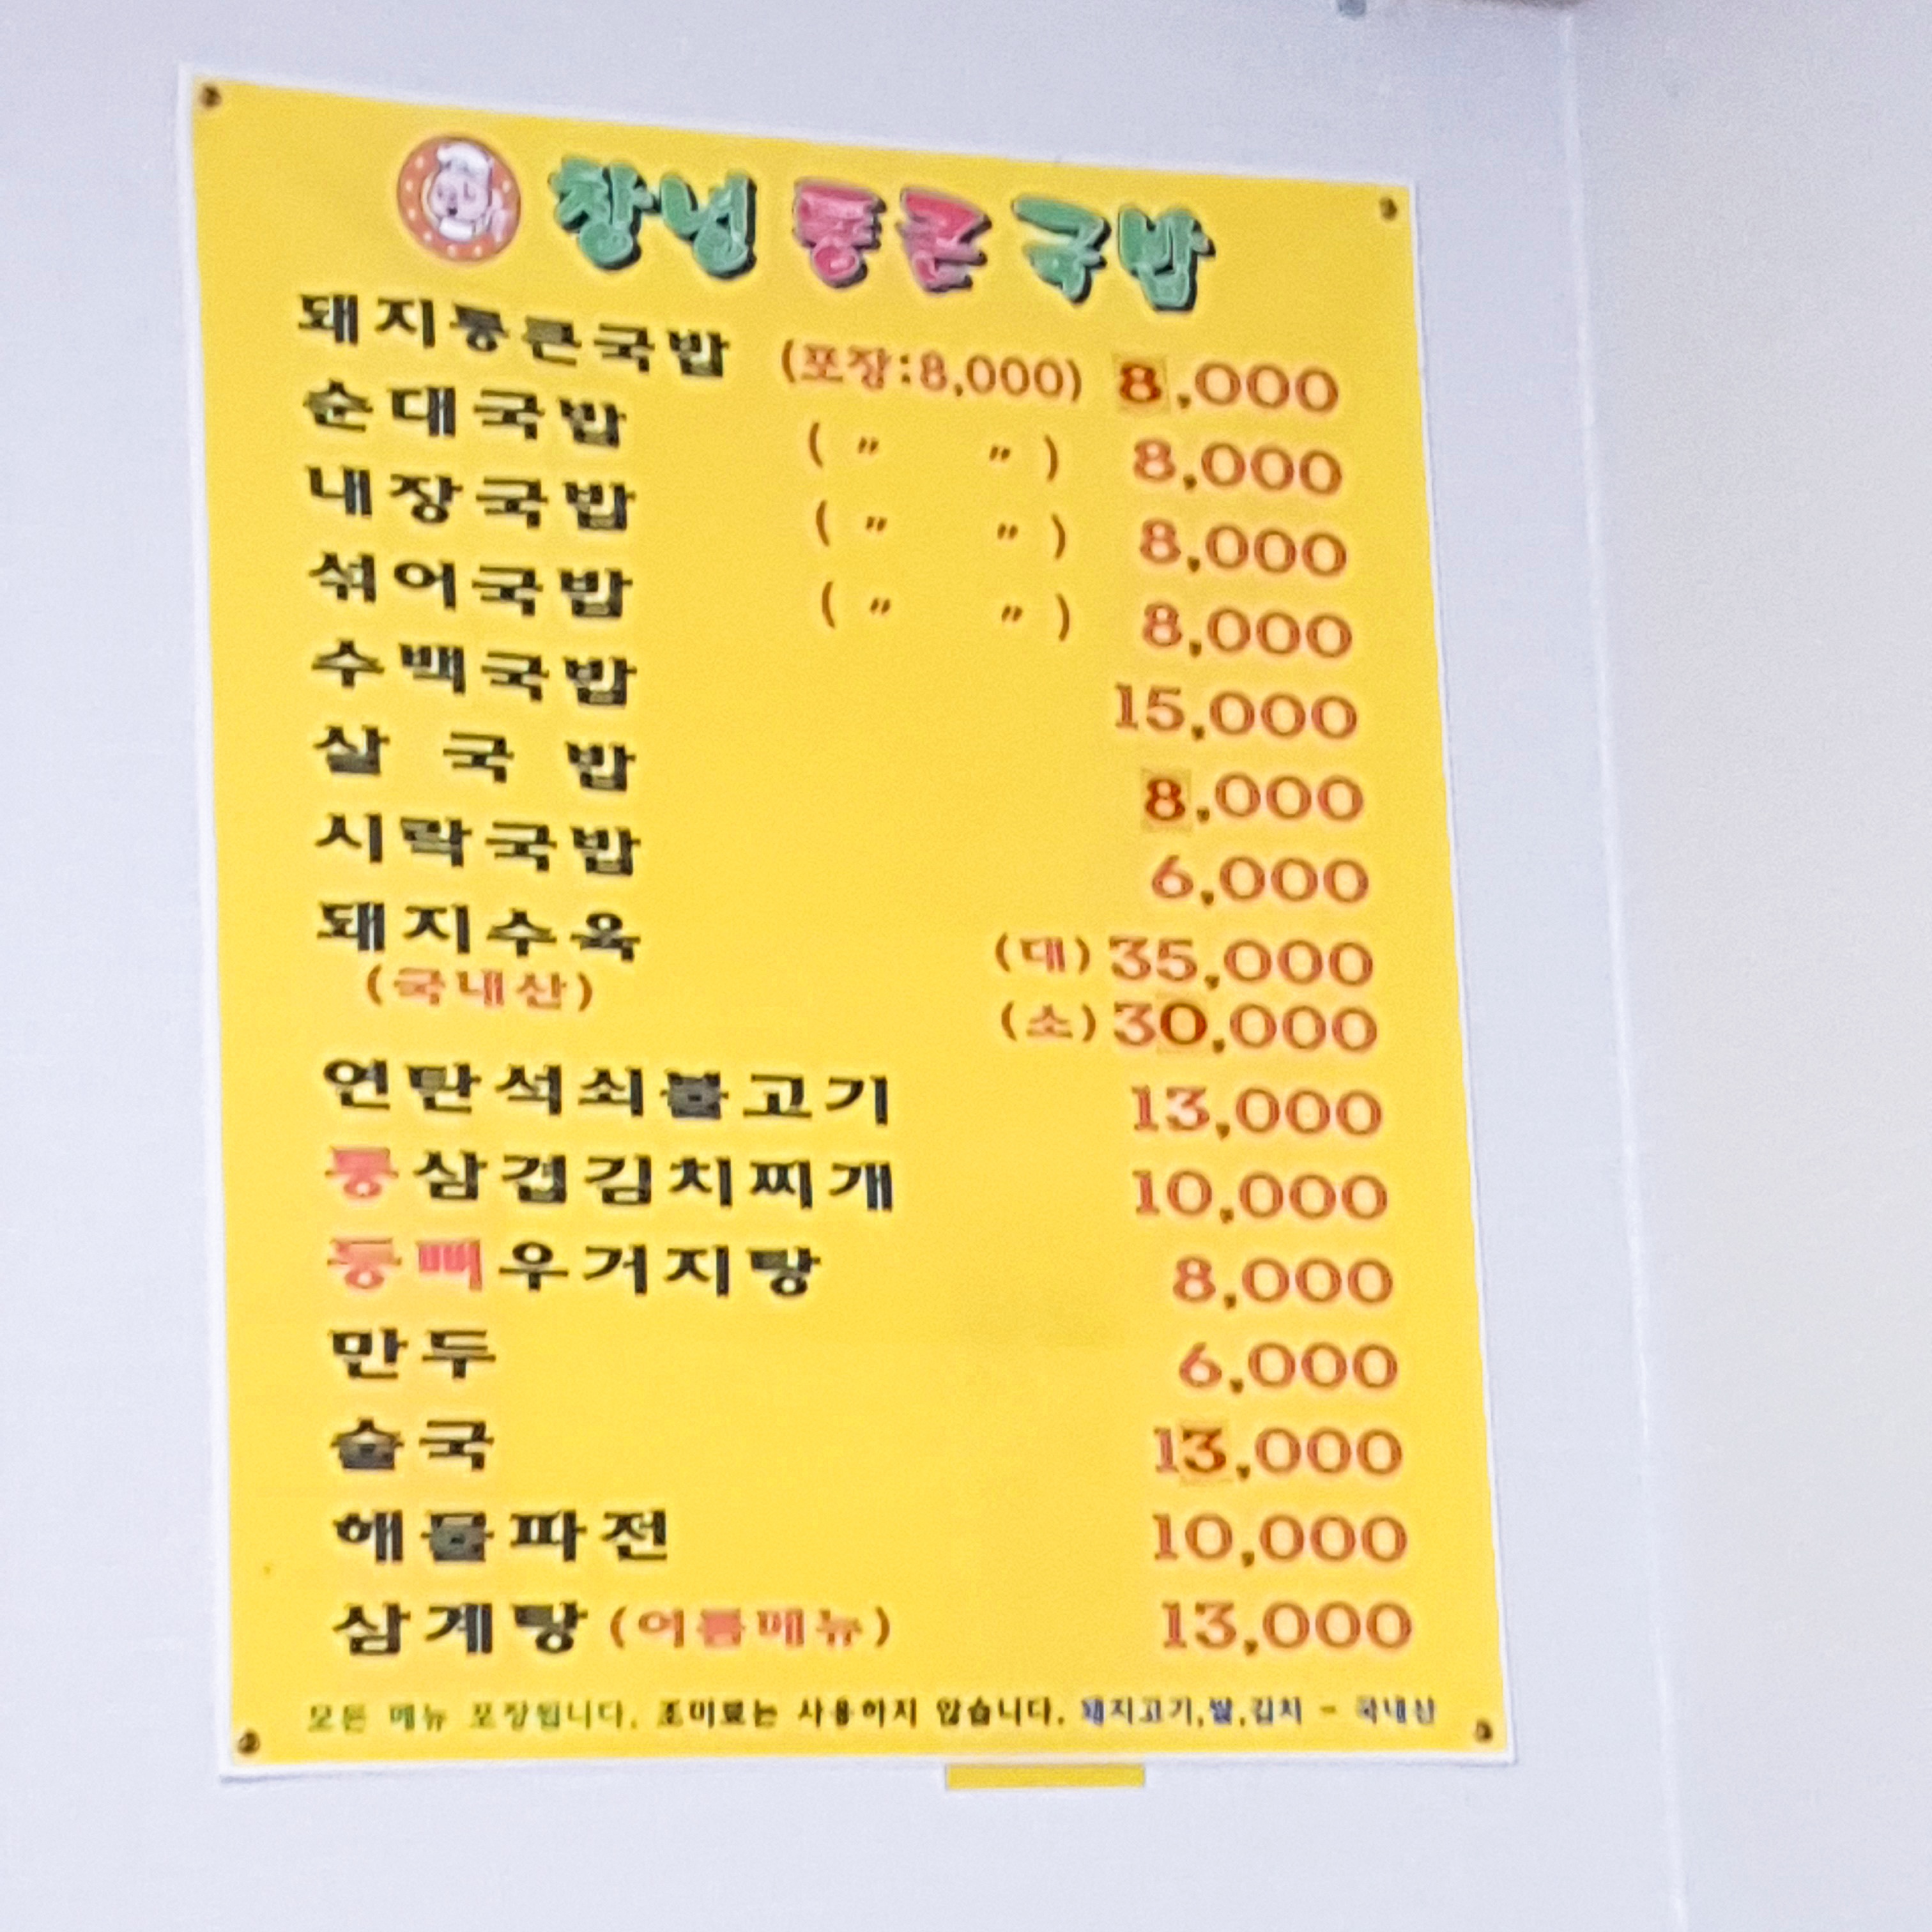 창녕 통큰국밥
돼지통큰국밥 (포장:8,000) 8,000
순대국밥 ( 〃 〃 ) 8,000
내장국밥 ( 〃 〃 ) 8,000
섞어국밥 ( 〃 〃 ) 8,000
수백국밥 15,000
살국밥 8,000
시락국밥 6,000
돼지수육 (대) 35,000
(국내산) (소) 30,000
연탄석쇠불고기 13,000
통삼겹김치찌개 10,000
등뼈우거지탕 8,000
만두 6,000
술국 13,000
해물파전 10,000
삼계탕 (여름메뉴) 13,000
모든 메뉴 포장됩니다. 조미료는 사용하지 않습니다. 돼지고기,쌀,김치 - 국내산